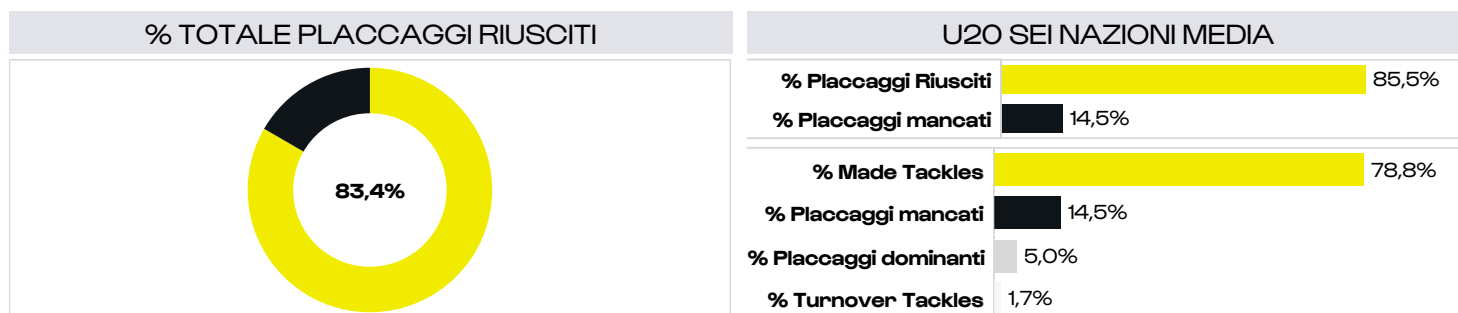 % TOTALE PLACCAGGI RIUSCITI
83,4%
U20 SEI NAZIONI MEDIA
% Placcaggi Riusciti 85,5%
% Placcaggi mancati 14,5%
% Made Tackles 78,8%
% Placcaggi mancati 14,5%
% Placcaggi dominanti 5,0%
% Turnover Tackles 1,7%